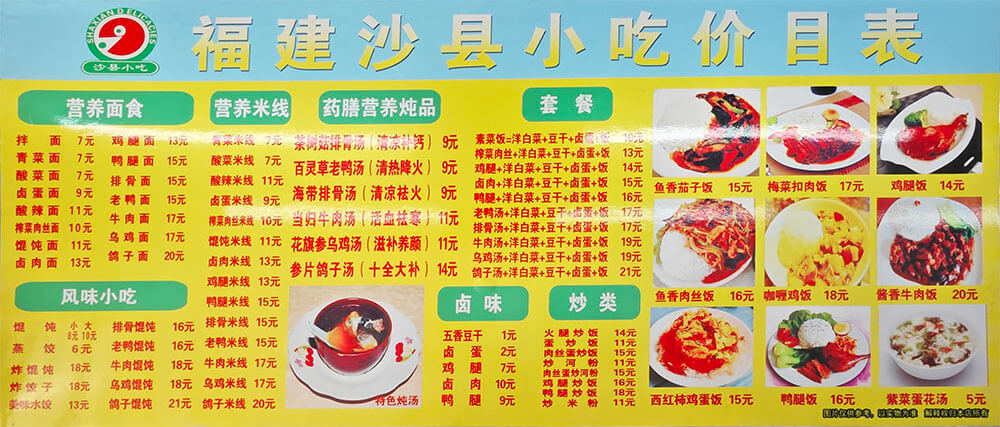 SHAXIAN DELICACIES
沙县小吃
福建沙县小吃价目表
营养面食
拌面 7元 鸡腿面 13元
青菜面 7元 鸭腿面 15元
酸菜面 7元 排骨面 15元
卤蛋面 9元 老鸭面 15元
酸辣面 11元 牛肉面 17元
榨菜肉丝面 10元 乌鸡面 17元
馄饨面 11元 鸽子面 20元
卤肉面 13元
风味小吃
馄饨 小8元 大10元 排骨馄饨 16元
蒸饺 6元 老鸭馄饨 16元
炸馄饨 18元 牛肉馄饨 18元
炸饺子 18元 乌鸡馄饨 18元
美味水饺 13元 鸽子馄饨 21元
营养米线
青菜米线 7元
酸菜米线 7元
酸辣米线 11元
卤蛋米线 9元
榨菜肉丝米线 10元
馄饨米线 11元
卤肉米线 13元
鸡腿米线 13元
鸭腿米线 15元
排骨米线 15元
老鸭米线 15元
牛肉米线 17元
乌鸡米线 17元
鸽子米线 20元
药膳营养炖品
茶树菇排骨汤（清凉补钙） 9元
百灵草老鸭汤（清热降火） 9元
海带排骨汤（清凉祛火） 9元
当归牛肉汤（活血祛寒） 11元
花旗参乌鸡汤（滋补养颜） 11元
参片鸽子汤（十全大补） 14元
特色炖汤
卤味
五香豆干 1元
卤蛋 2元
鸡腿 7元
卤肉 10元
鸭腿 9元
套餐
素菜饭=洋白菜+豆干+卤蛋+饭 10元
榨菜肉丝+洋白菜+豆干+卤蛋+饭 13元
鸡腿+洋白菜+豆干+卤蛋+饭 15元
卤肉+洋白菜+豆干+卤蛋+饭 15元
鸭腿+洋白菜+豆干+卤蛋+饭 16元
老鸭汤+洋白菜+豆干+卤蛋+饭 17元
排骨汤+洋白菜+豆干+卤蛋+饭 17元
牛肉汤+洋白菜+豆干+卤蛋+饭 19元
乌鸡汤+洋白菜+豆干+卤蛋+饭 19元
鸽子汤+洋白菜+豆干+卤蛋+饭 21元
炒类
火腿炒饭 14元
蛋炒饭 11元
肉丝蛋炒饭 15元
炒河粉 11元
肉丝蛋炒河粉 15元
鸡腿炒饭 16元
鸭腿炒饭 18元
炒米粉 11元
鱼香茄子饭 15元 梅菜扣肉饭 17元 鸡腿饭 14元
鱼香肉丝饭 16元 咖喱鸡饭 18元 酱香牛肉饭 20元
西红柿鸡蛋饭 15元 鸭腿饭 16元 紫菜蛋花汤 5元
图片仅供参考，以实物为准 解释权归本店所有